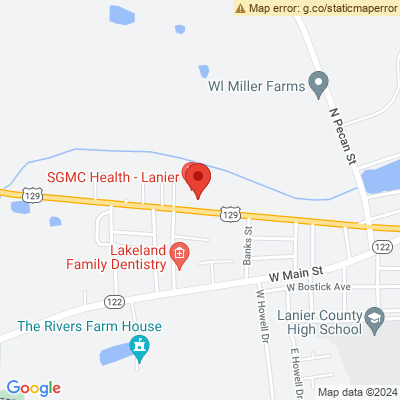 Map error: g.co/staticmaperror
Wl Miller Farms
N Pecan St
SGMC Health - Lanier
129
129
129
Lakeland
Family Dentistry
Banks St
122
W Main St
W Bostick Ave
122
W Howell Dr
Lanier County
High School
The Rivers Farm House
E Howell Dr
Google
Map data ©2024